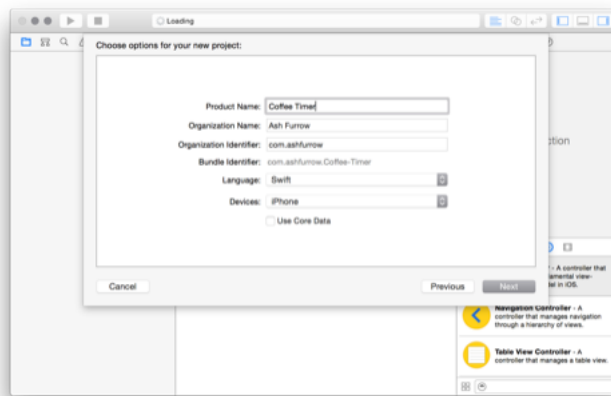 Loading
Choose options for your new project:
Product Name: Coffee Timer
Organization Name: Ash Furrow
Organization Identifier: com.ashfurrow
Bundle Identifier: com.ashfurrow.Coffee-Timer
Language: Swift
Devices: iPhone
Use Core Data
ction
Cancel Previous Next
- A controller that
amental view-
in iOS.
Navigation Controller - A
controller that manages navigation
through a hierarchy of views.
Table View Controller - A
controller that manages a table view.